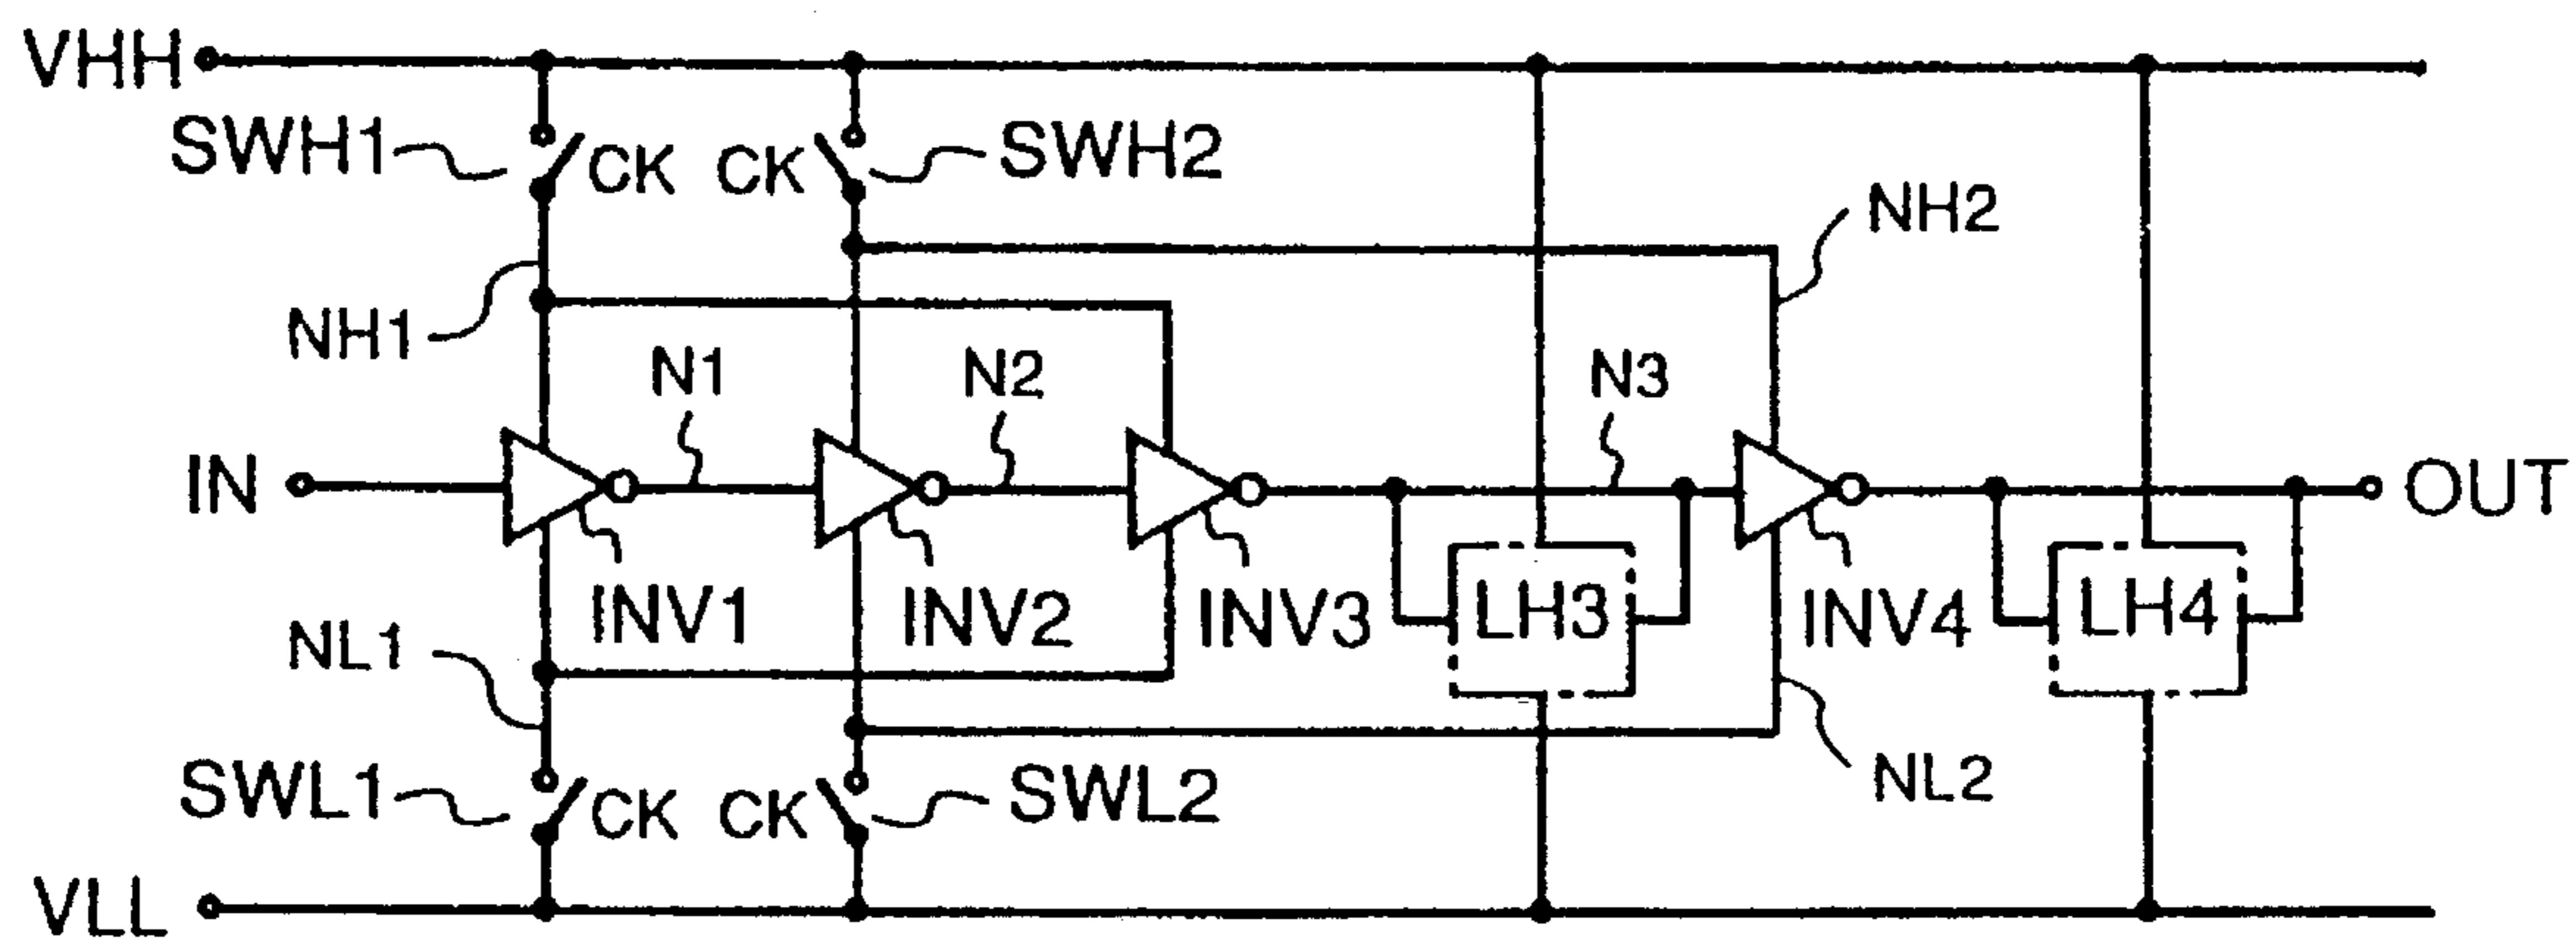 VHH
SWH1
CK
CK
SWH2
NH2
NH1
N1
N2
N3
IN
OUT
INV1
INV2
INV3
LH3
INV4
LH4
NL1
NL2
SWL1
CK
CK
SWL2
VLL